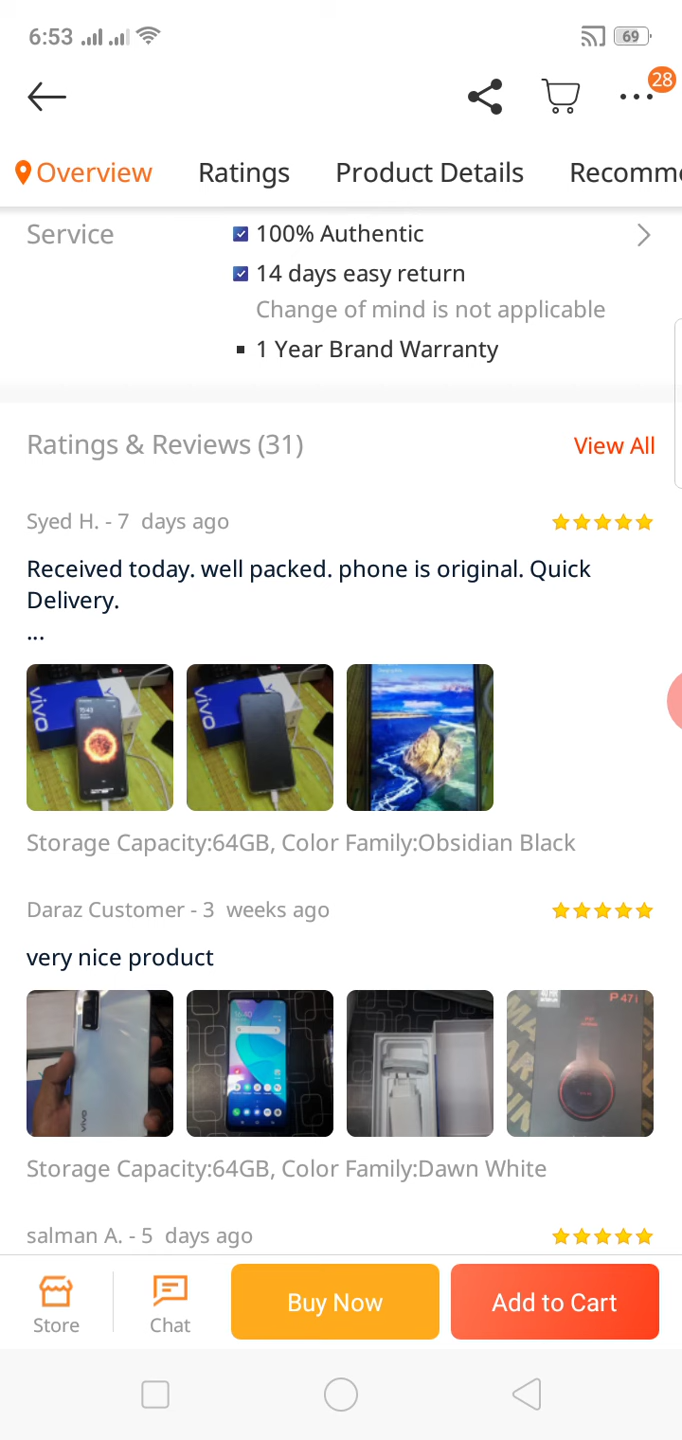 6:53
69
28
Overview Ratings Product Details Recomm
Service
100% Authentic
14 days easy return
Change of mind is not applicable
1 Year Brand Warranty
Ratings & Reviews (31) View All
Syed H. - 7 days ago
Received today. well packed. phone is original. Quick
Delivery.
...
vivo
vivo
Storage Capacity:64GB, Color Family:Obsidian Black
Daraz Customer - 3 weeks ago
very nice product
vivo
P47i
Storage Capacity:64GB, Color Family:Dawn White
salman A. - 5 days ago
Store
Chat
Buy Now
Add to Cart